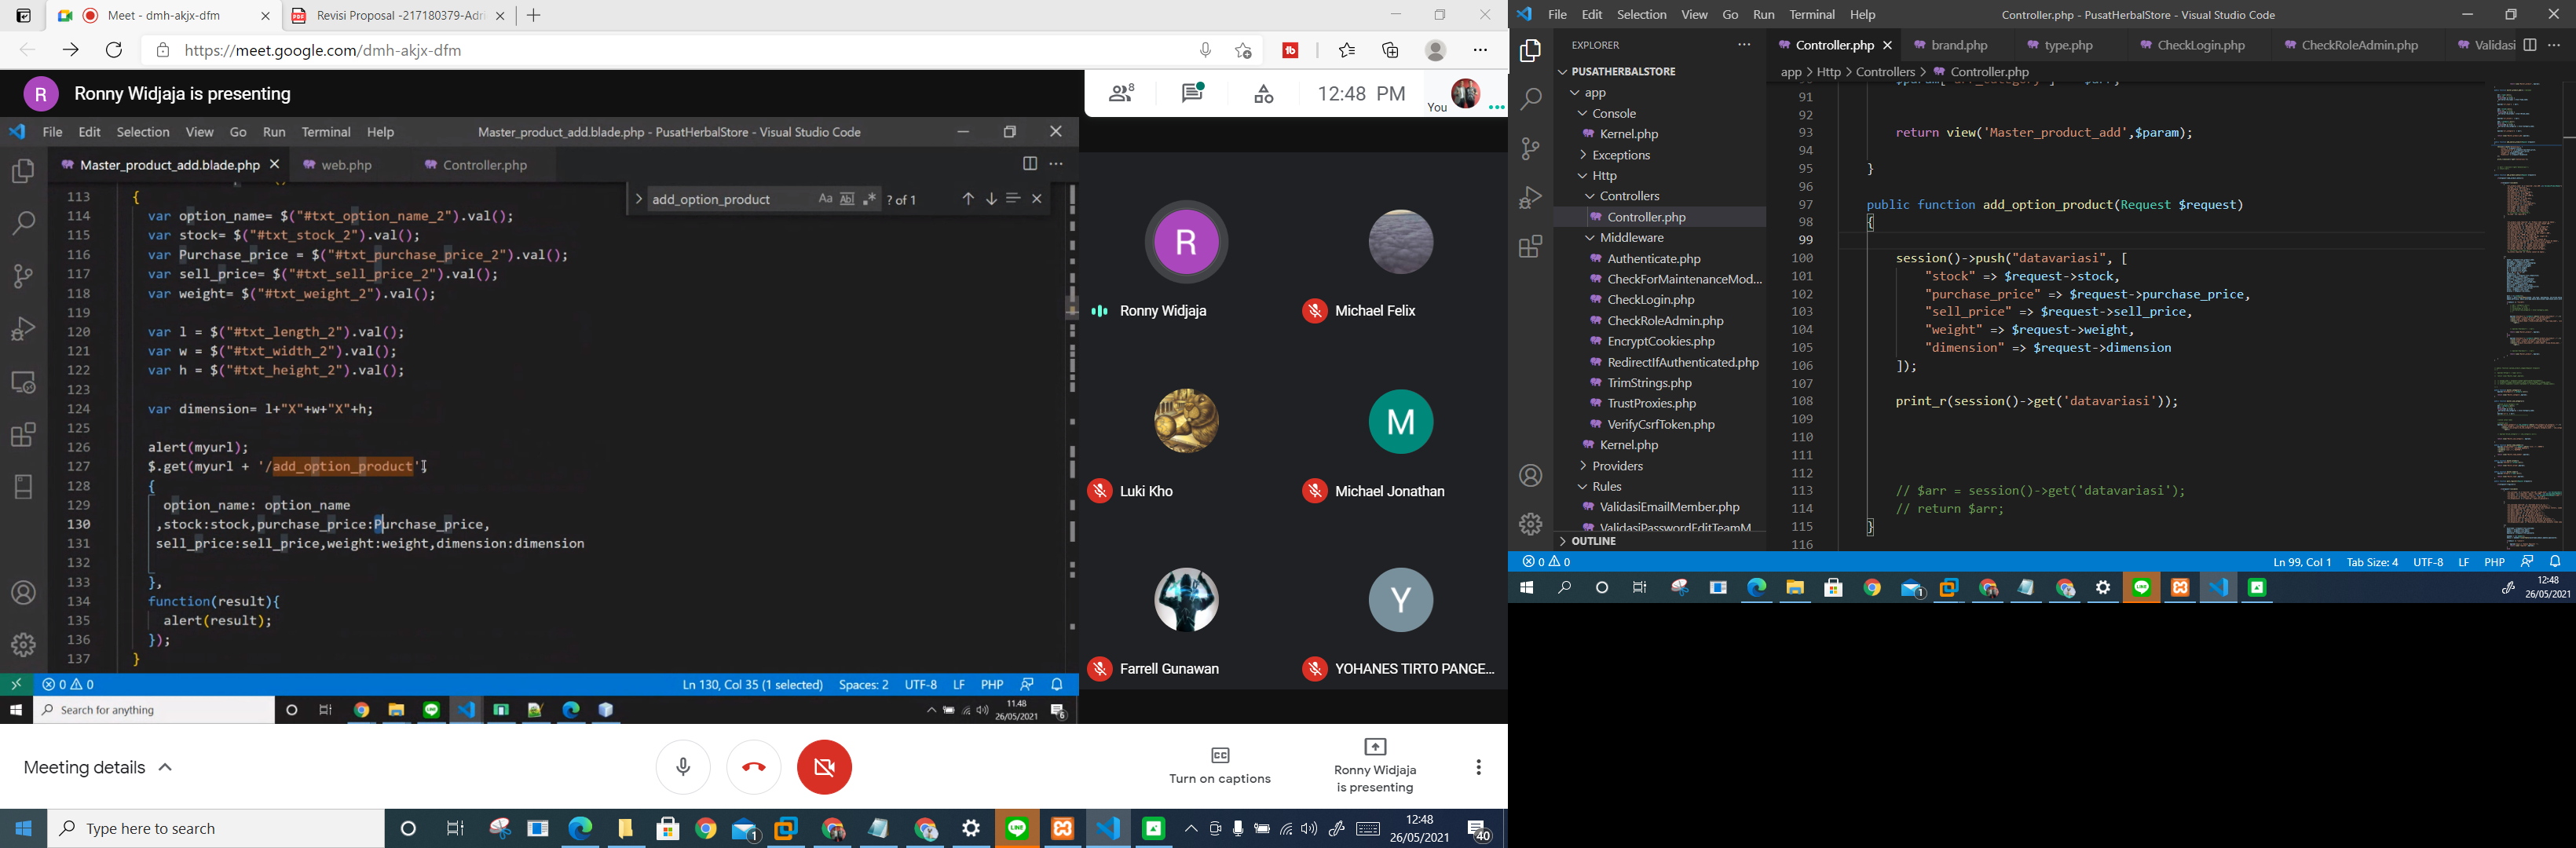 Meet - dmh-akjx-dfm
Revisi Proposal -217180379-Adri
https://meet.google.com/dmh-akjx-dfm
R
Ronny Widjaja is presenting
8
12:48 PM
You
File Edit Selection View Go Run Terminal Help
Master_product_add.blade.php - PusatHerbalStore - Visual Studio Code
Master_product_add.blade.php
web.php
Controller.php
add_option_product
Aa
? of 1
113 {
114 var option_name= $("#txt_option_name_2").val();
115 var stock= $("#txt_stock_2").val();
116 var Purchase_price = $("#txt_purchase_price_2").val();
117 var sell_price= $("#txt_sell_price_2").val();
118 var weight= $("#txt_weight_2").val();
119
120 var l = $("#txt_length_2").val();
121 var w = $("#txt_width_2").val();
122 var h = $("#txt_height_2").val();
123
124 var dimension= l+"X"+w+"X"+h;
125
126 alert(myurl);
127 $.get(myurl + '/add_option_product',
128 {
129 option_name: option_name
130 ,stock:stock,purchase_price:Purchase_price,
131 sell_price:sell_price,weight:weight,dimension:dimension
132
133 },
134 function(result){
135 alert(result);
136 });
137 }
0 0
Ln 130, Col 35 (1 selected)
Spaces: 2
UTF-8
LF
PHP
Search for anything
11.48
26/05/2021
6
R
Ronny Widjaja
Michael Felix
Luki Kho
M
Michael Jonathan
Farrell Gunawan
Y
YOHANES TIRTO PANGE...
Meeting details
Turn on captions
Ronny Widjaja
is presenting
Type here to search
1
12:48
26/05/2021
40
File Edit Selection View Go Run Terminal Help
Controller.php - PusatHerbalStore - Visual Studio Code
EXPLORER
PUSATHERBALSTORE
app
Console
Kernel.php
Exceptions
Http
Controllers
Controller.php
Middleware
Authenticate.php
CheckForMaintenanceMod...
CheckLogin.php
CheckRoleAdmin.php
EncryptCookies.php
RedirectIfAuthenticated.php
TrimStrings.php
TrustProxies.php
VerifyCsrfToken.php
Kernel.php
Providers
Rules
ValidasiEmailMember.php
ValidasiPasswordEditTeamM...
OUTLINE
Controller.php
brand.php
type.php
CheckLogin.php
CheckRoleAdmin.php
Validasi
app > Http > Controllers > Controller.php
91
92
93 return view('Master_product_add',$param);
94
95 }
96
97 public function add_option_product(Request $request)
98 {
99
100 session()->push("datavariasi", [
101 "stock" => $request->stock,
102 "purchase_price" => $request->purchase_price,
103 "sell_price" => $request->sell_price,
104 "weight" => $request->weight,
105 "dimension" => $request->dimension
106 ]);
107
108 print_r(session()->get('datavariasi'));
109
110
111
112
113 // $arr = session()->get('datavariasi');
114 // return $arr;
115 }
116
0 0
Ln 99, Col 1
Tab Size: 4
UTF-8
LF
PHP
1
12:48
26/05/2021